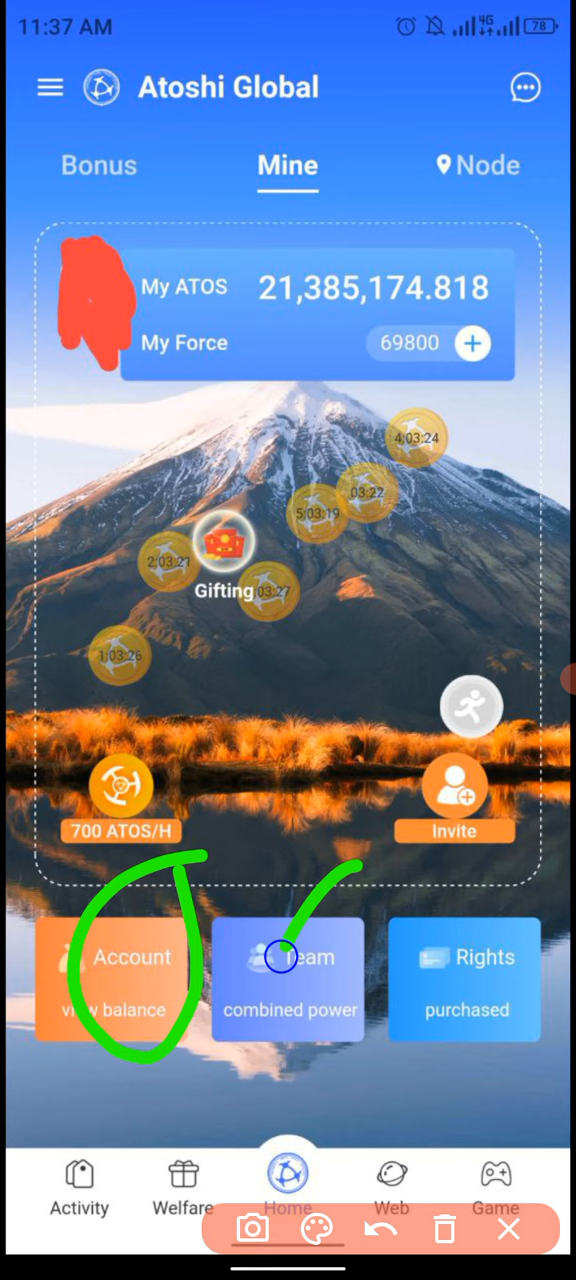 11:37 AM
4G
78
Atoshi Global
Bonus Mine Node
My ATOS 21,385,174.818
My Force 69800 +
4:03:24
03:22
5:03:19
2:03:21
Gifting
03:27
1:03:26
700 ATOS/H
Invite
Account Team Rights
view balance combined power purchased
Activity Welfare Home Web Game